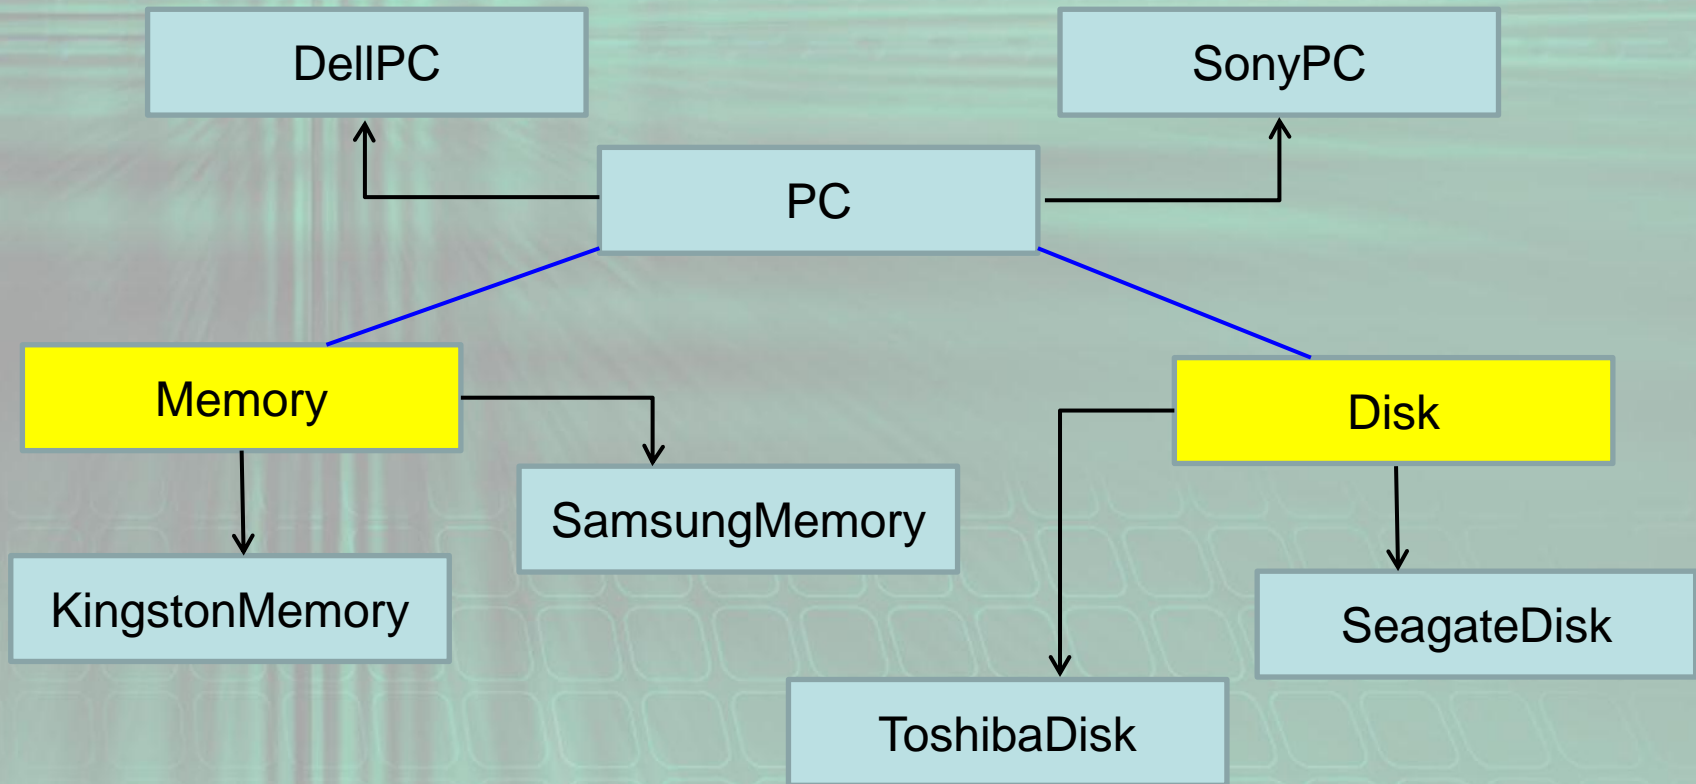 DellPC
SonyPC
PC
Memory
Disk
SamsungMemory
KingstonMemory
SeagateDisk
ToshibaDisk